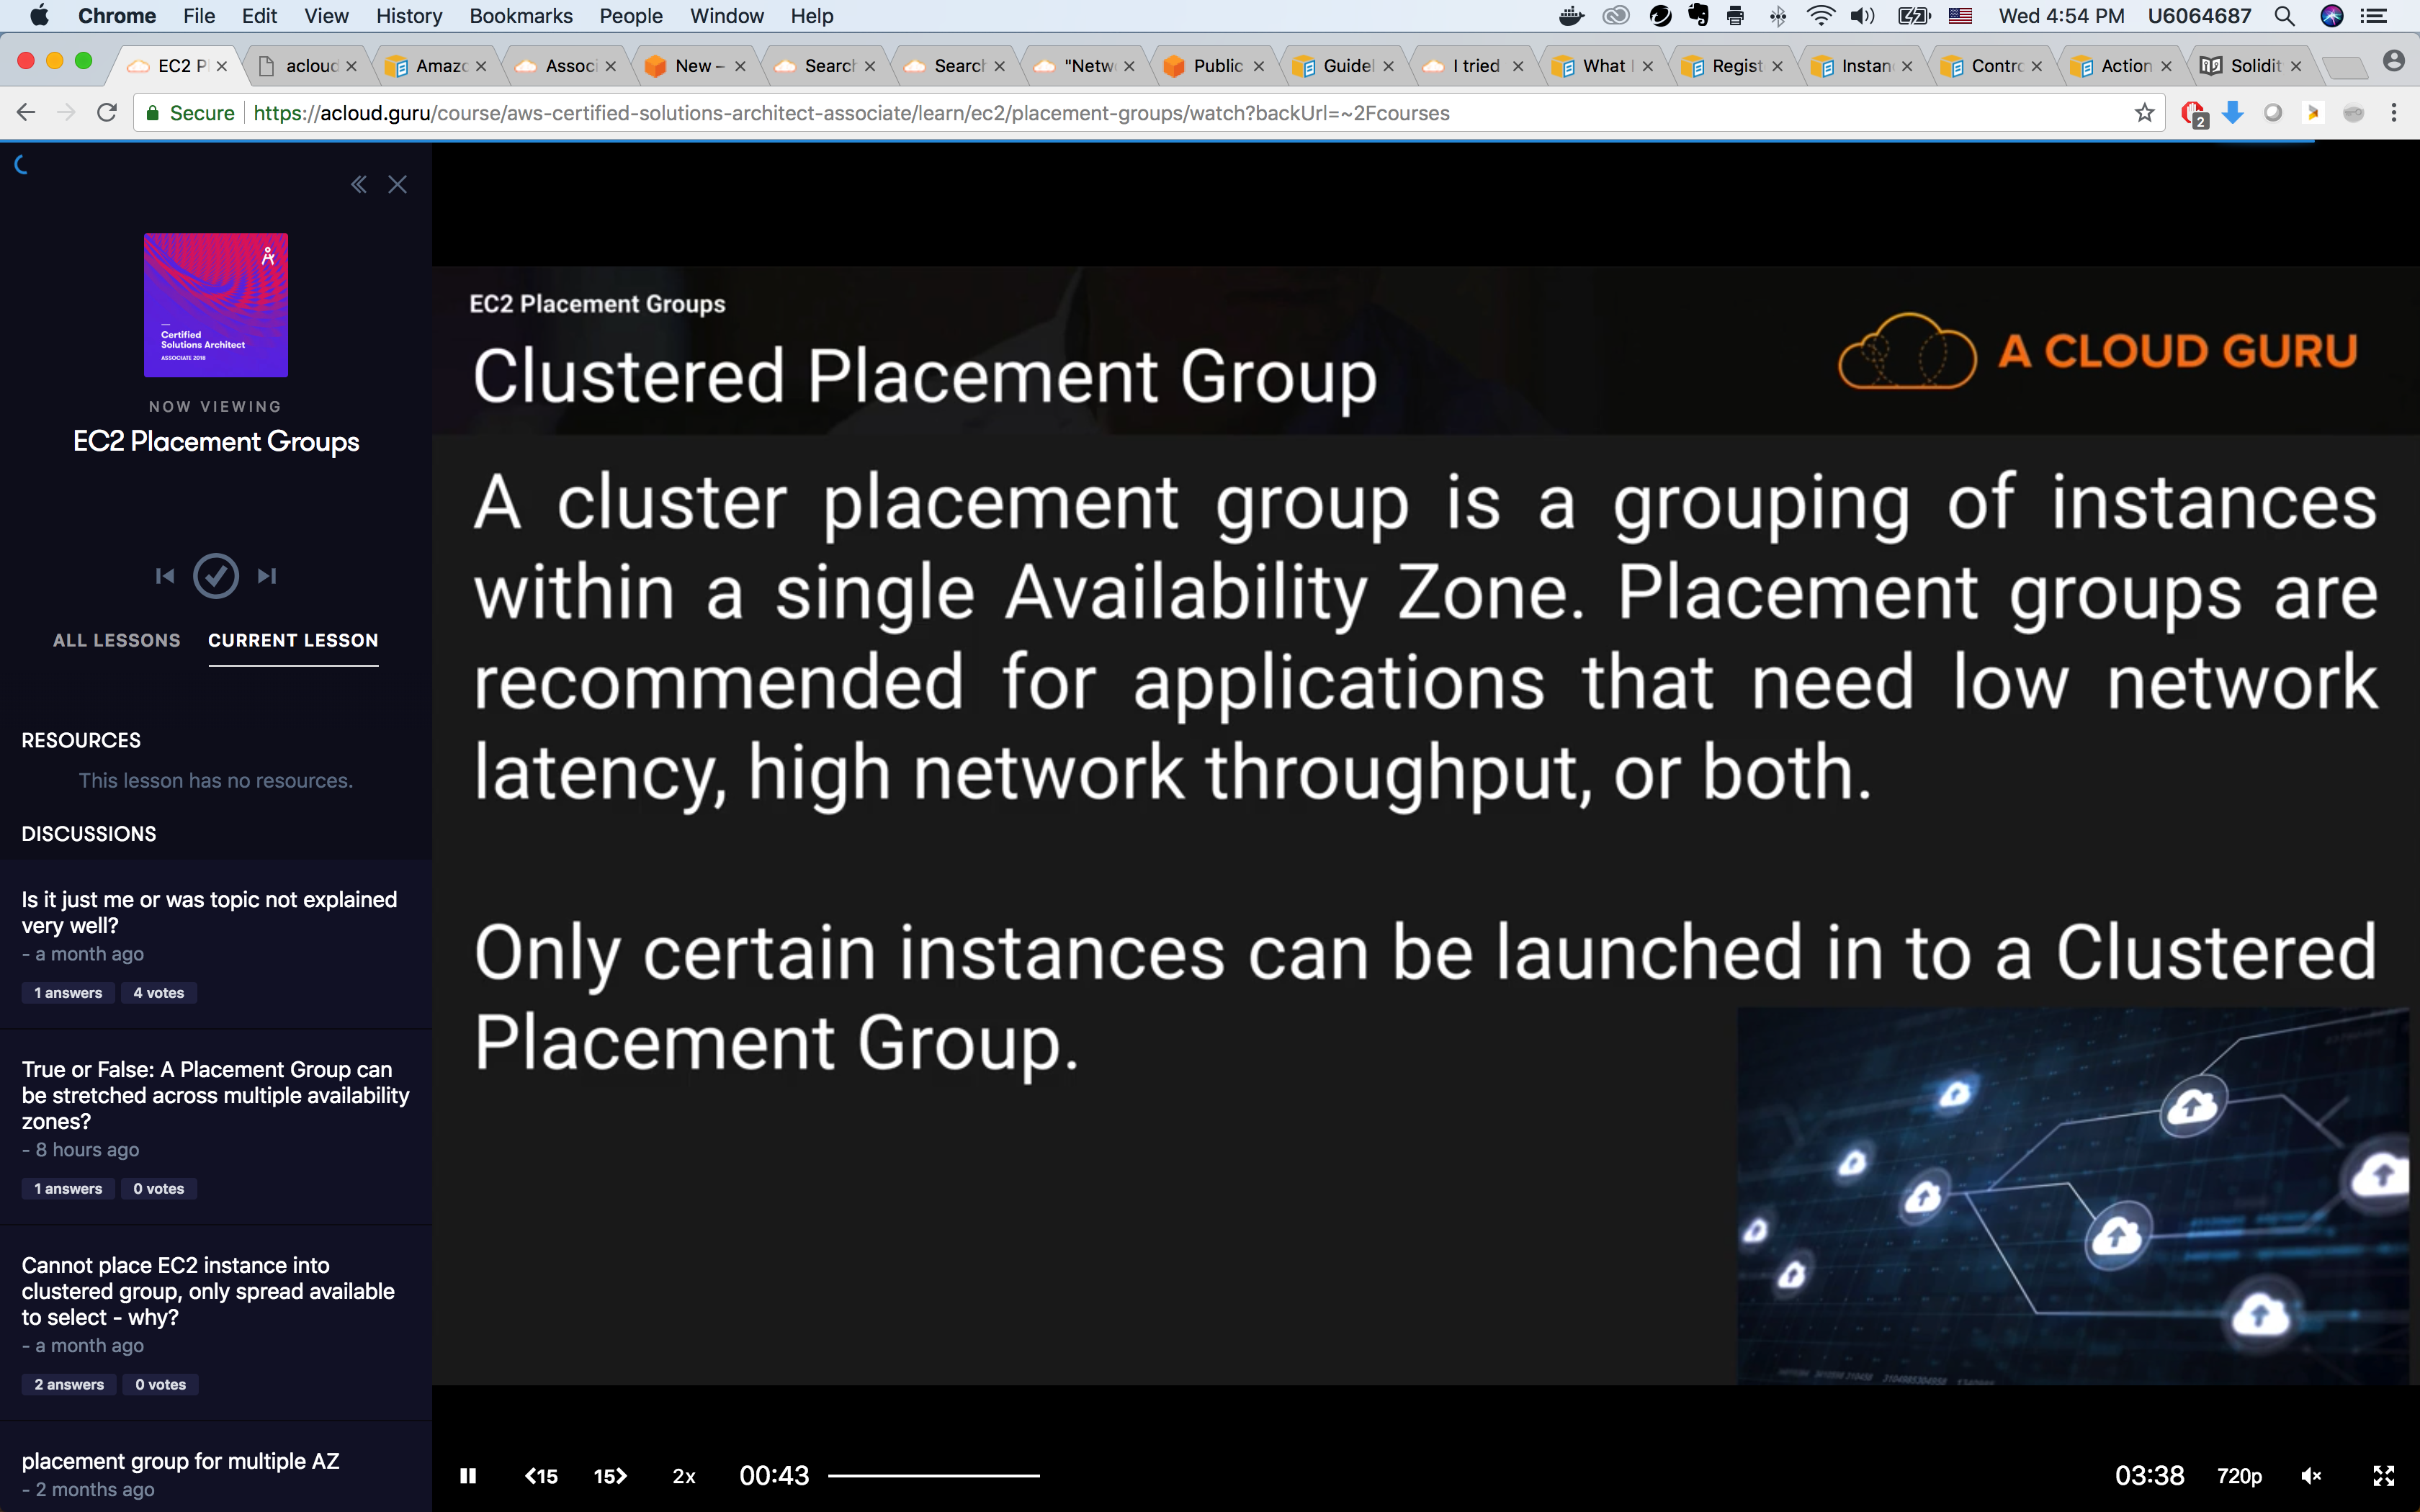 Chrome File Edit View History Bookmarks People Window Help Wed 4:54 PM U6064687
EC2 P acloud Amaz Associ New – Search Search "Netw Public Guidel I tried What Regist Instan Contro Action Solidit
Secure https://acloud.guru/course/aws-certified-solutions-architect-associate/learn/ec2/placement-groups/watch?backUrl=~2Fcourses 2
Certified
Solutions Architect
ASSOCIATE 2018
NOW VIEWING
EC2 Placement Groups
ALL LESSONS CURRENT LESSON
RESOURCES
This lesson has no resources.
DISCUSSIONS
Is it just me or was topic not explained
very well?
- a month ago
1 answers 4 votes
True or False: A Placement Group can
be stretched across multiple availability
zones?
- 8 hours ago
1 answers 0 votes
Cannot place EC2 instance into
clustered group, only spread available
to select - why?
- a month ago
2 answers 0 votes
placement group for multiple AZ
- 2 months ago
EC2 Placement Groups
Clustered Placement Group
A CLOUD GURU
A cluster placement group is a grouping of instances
within a single Availability Zone. Placement groups are
recommended for applications that need low network
latency, high network throughput, or both.
Only certain instances can be launched in to a Clustered
Placement Group.
15 15 2x 00:43 03:38 720p